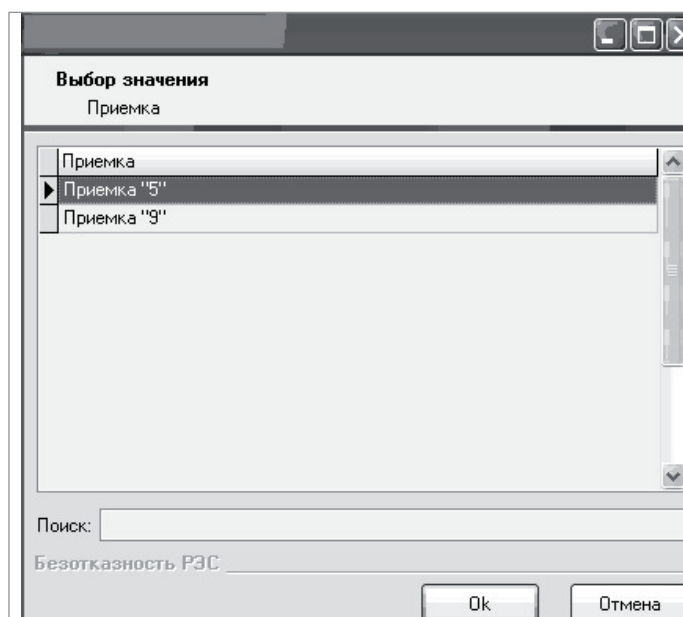 Выбор значения
Приемка
Приемка
Приемка "5"
Приемка "9"
Поиск:
Безотказность РЭС
Ok Отмена